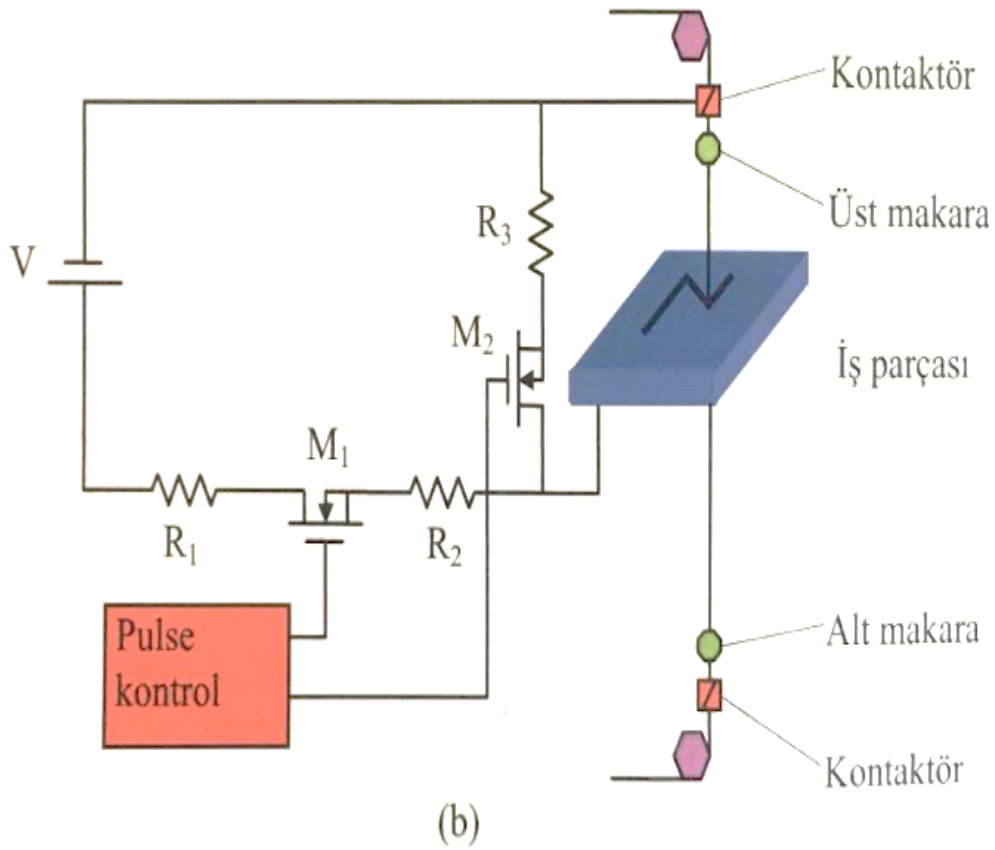 Kontaktör
Üst makara
R₃
V
M₂
İş parçası
M₁
R₁
R₂
Pulse
kontrol
Alt makara
Kontaktör
(b)